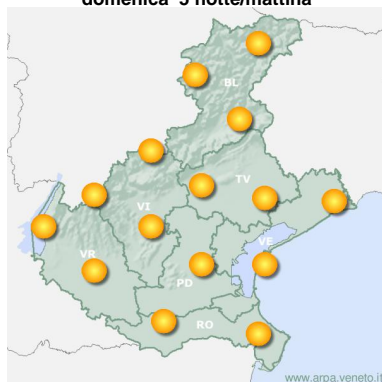 domenica 5 notte/mattina
BL
TV
VI
VE
VR
PD
RO
www.arpa.veneto.it